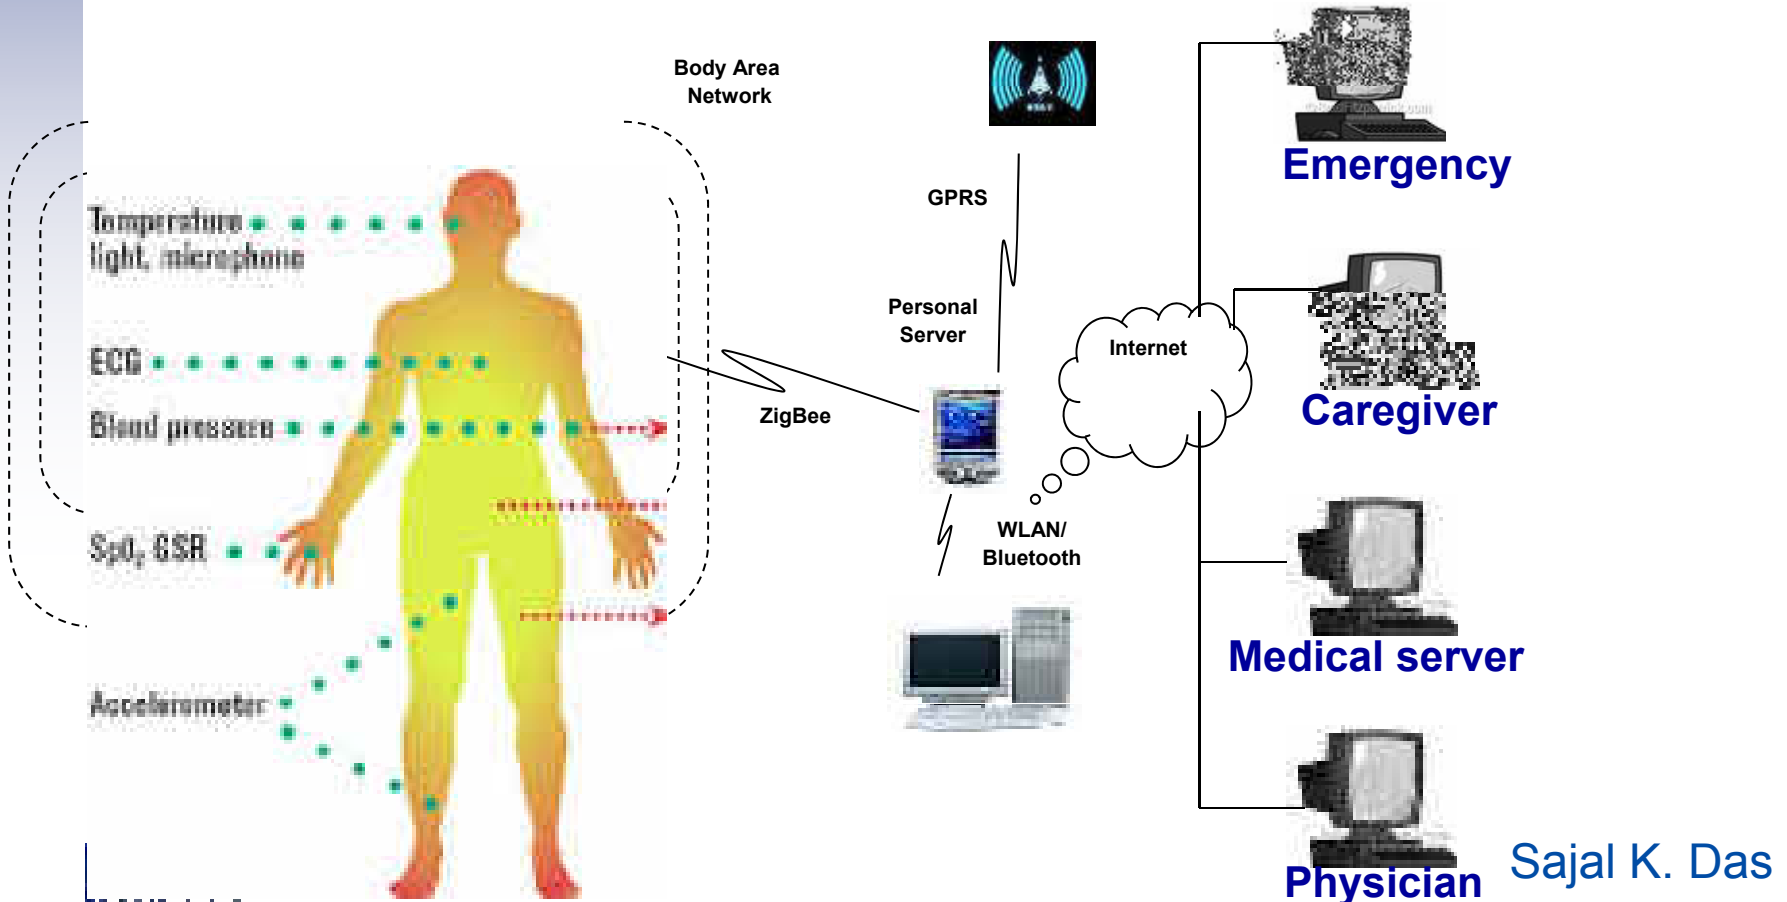 Body Area
Network
Temperature
light, microphone
ECG
Blood pressure
SpO₂ GSR
Accelerometer
ZigBee
GPRS
Personal
Server
Internet
WLAN/
Bluetooth
Emergency
Caregiver
Medical server
Physician
Sajal K. Das